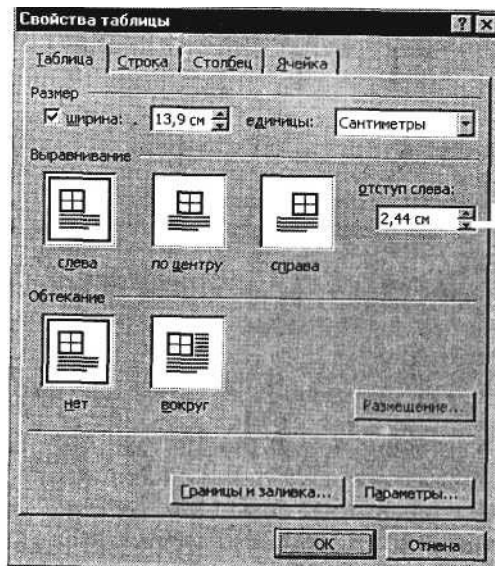 Свойства таблицы
Таблица Строка Столбец Ячейка
Размер
ширина: 13,9 см единицы: Сантиметры
Выравнивание
отступ слева:
2,44 см
слева по центру справа
Обтекание
нет вокруг
Размещение...
Границы и заливка... Параметры...
ОК Отмена